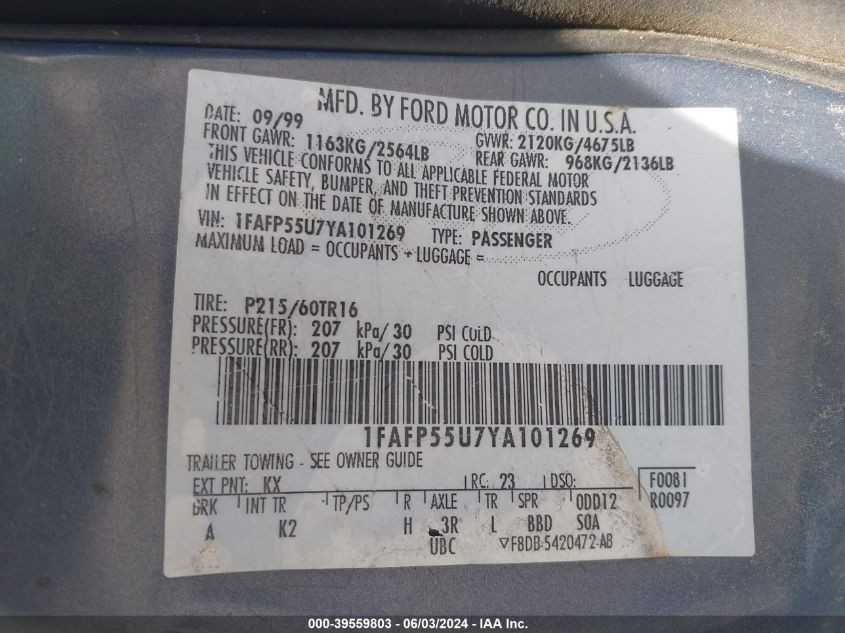 MFD. BY FORD MOTOR CO. IN U.S.A.
DATE: 09/99 GVWR: 2120KG/4675LB
FRONT GAWR: 1163KG/2564LB REAR GAWR: 968KG/2136LB
THIS VEHICLE CONFORMS TO ALL APPLICABLE FEDERAL MOTOR
VEHICLE SAFETY, BUMPER, AND THEFT PREVENTION STANDARDS
IN EFFECT ON THE DATE OF MANUFACTURE SHOWN ABOVE.
VIN: 1FAFP55U7YA101269 TYPE: PASSENGER
MAXIMUM LOAD = OCCUPANTS + LUGGAGE =
OCCUPANTS LUGGAGE
TIRE: P215/60TR16
PRESSURE(FR): 207 kPa/30 PSI COLD
PRESSURE(RR): 207 kPa/30 PSI COLD
1FAFP55U7YA101269
TRAILER TOWING - SEE OWNER GUIDE
EXT PNT: KX RC: 23 DSO: F0081
BRK INT TR TP/PS R AXLE TR SPR ODD12 R0097
A K2 H 3R L BBD SOA
UBC ▽F8DB-5420472-AB
000-39559803 - 06/03/2024 - IAA Inc.